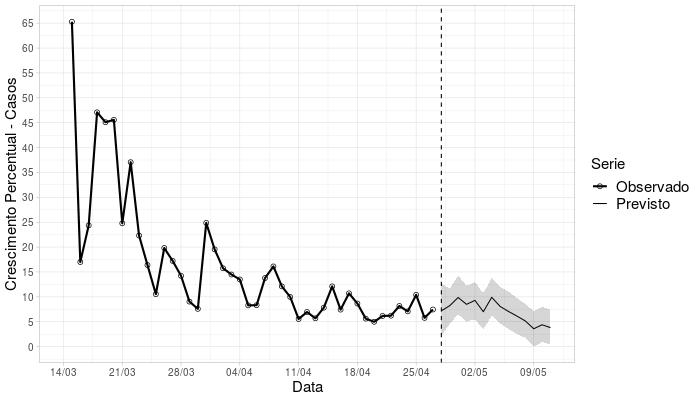 65
60
55
50
45
40
35
30
25
20
15
10
5
0
Crescimento Percentual - Casos
14/03 21/03 28/03 04/04 11/04 18/04 25/04 02/05 09/05
Data
Serie
Observado
Previsto